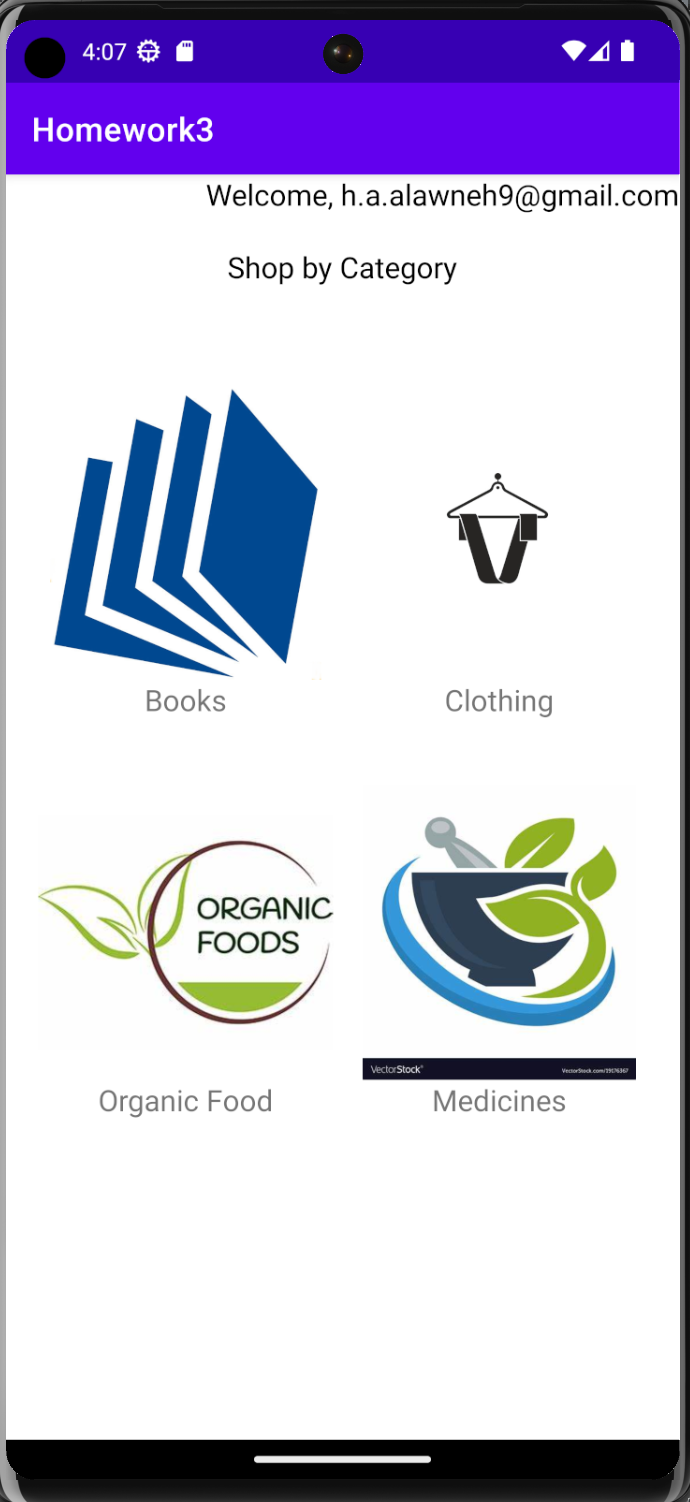 4:07
Homework3
Welcome, h.a.alawneh9@gmail.com
Shop by Category
Books
Clothing
ORGANIC
FOODS
VectorStock®
VectorStock.com/19176367
Organic Food
Medicines